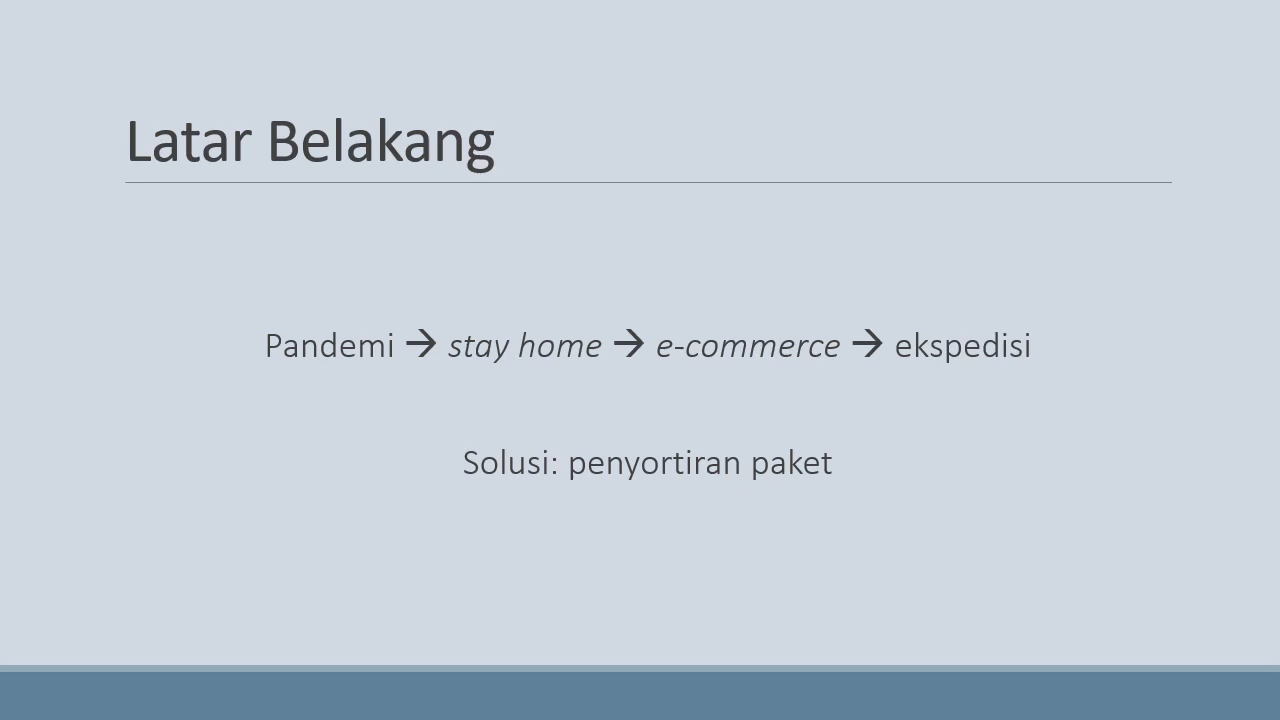 Latar Belakang
Pandemi → stay home → e-commerce → ekspedisi
Solusi: penyortiran paket